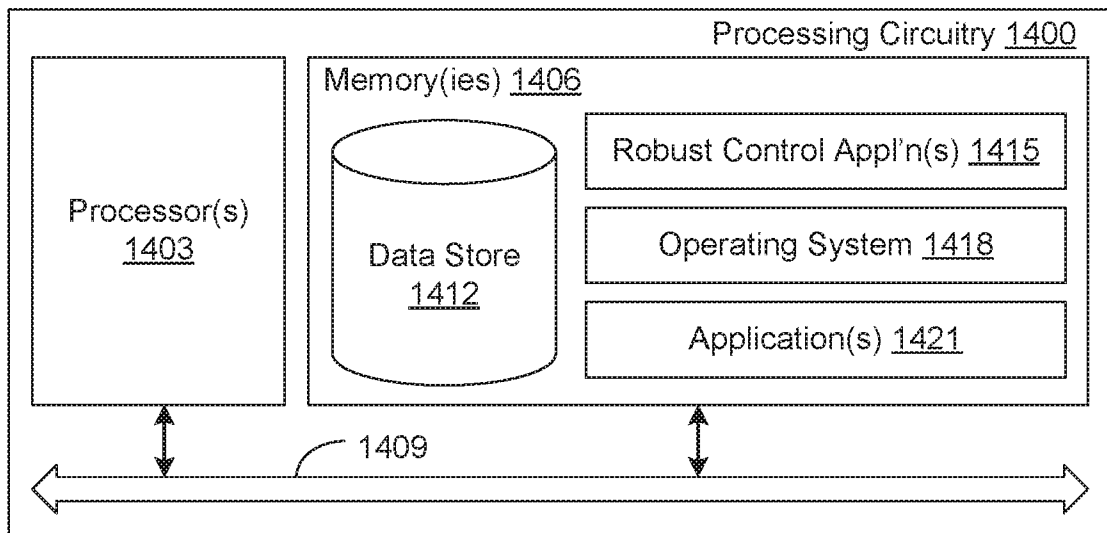 Processing Circuitry 1400
Memory(ies) 1406
Robust Control Appl'n(s) 1415
Processor(s)
1403
Operating System 1418
Data Store
1412
Application(s) 1421
1409